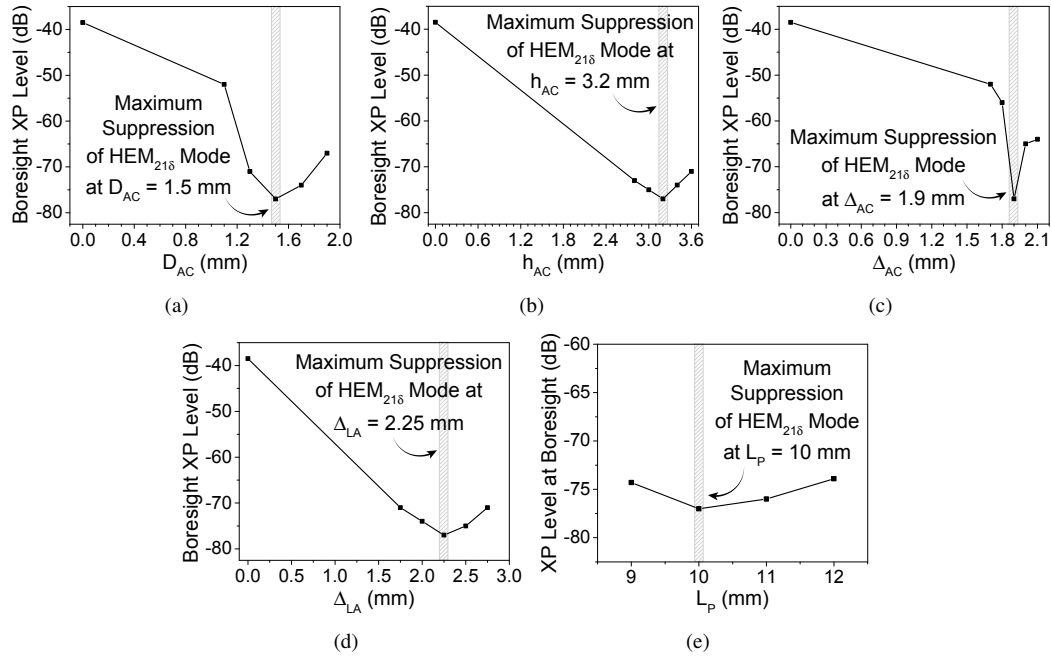 Boresight XP Level (dB)
-40
-50
-60
-70
-80
Maximum
Suppression
of HEM21δ Mode
at DAC = 1.5 mm
0.0 0.4 0.8 1.2 1.6 2.0
DAC (mm)
(a)
Boresight XP Level (dB)
-40
-50
-60
-70
-80
Maximum Suppression
of HEM21δ Mode at
hAC = 3.2 mm
0.0 0.6 1.2 1.8 2.4 3.0 3.6
hAC (mm)
(b)
Boresight XP Level (dB)
-40
-50
-60
-70
-80
Maximum Suppression
of HEM21δ Mode
at ΔAC = 1.9 mm
0.0 0.3 0.6 0.9 1.2 1.5 1.8 2.1
ΔAC (mm)
(c)
Boresight XP Level (dB)
-40
-50
-60
-70
-80
Maximum Suppression
of HEM21δ Mode at
ΔLA = 2.25 mm
0.0 0.5 1.0 1.5 2.0 2.5 3.0
ΔLA (mm)
(d)
XP Level at Boresight (dB)
-60
-65
-70
-75
-80
Maximum
Suppression
of HEM21δ Mode
at LP = 10 mm
9 10 11 12
LP (mm)
(e)